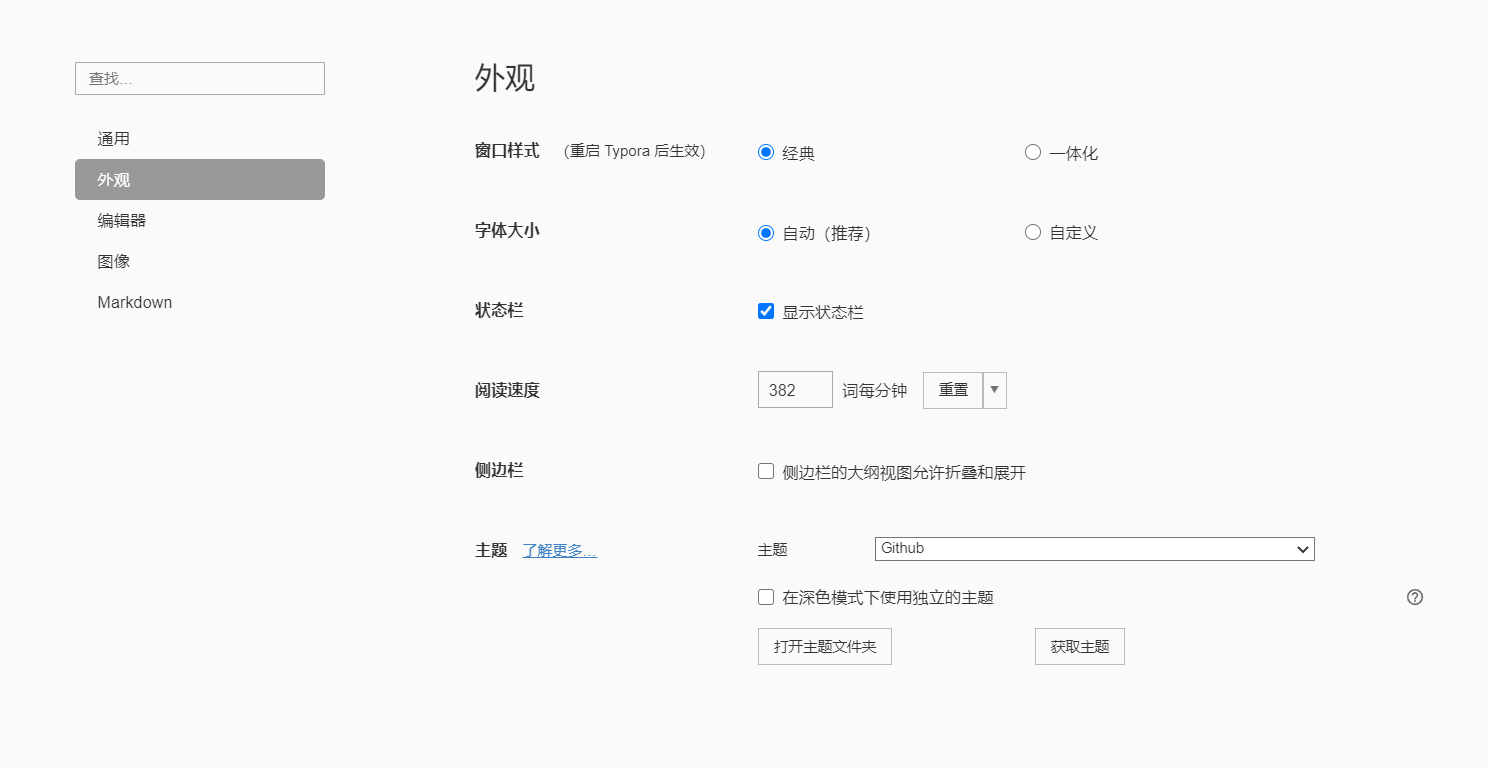 查找...
通用
外观
编辑器
图像
Markdown
外观
窗口样式 （重启 Typora 后生效） 经典 一体化
字体大小 自动（推荐） 自定义
状态栏 显示状态栏
阅读速度 382 词每分钟 重置
侧边栏 侧边栏的大纲视图允许折叠和展开
主题 了解更多... 主题 Github
在深色模式下使用独立的主题
打开主题文件夹 获取主题